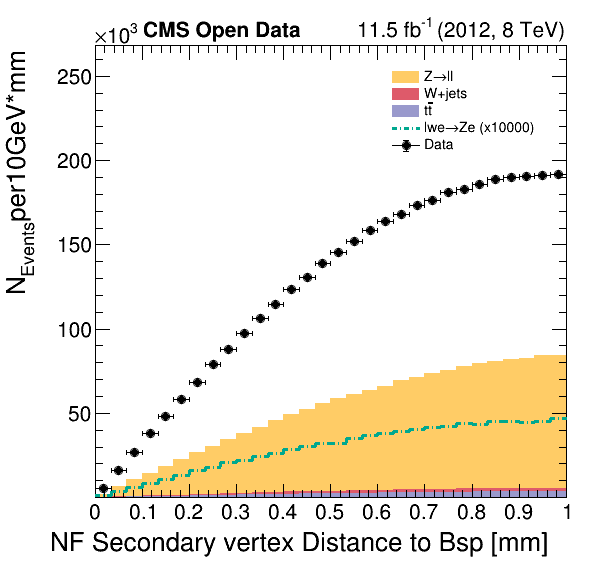 ×10³ CMS Open Data 11.5 fb⁻¹ (2012, 8 TeV)
N_Events per10GeV*mm
250
200
150
100
50
Z→ll
W+jets
tt̅
lwe→Ze (x10000)
Data
0 0.1 0.2 0.3 0.4 0.5 0.6 0.7 0.8 0.9 1
NF Secondary vertex Distance to Bsp [mm]